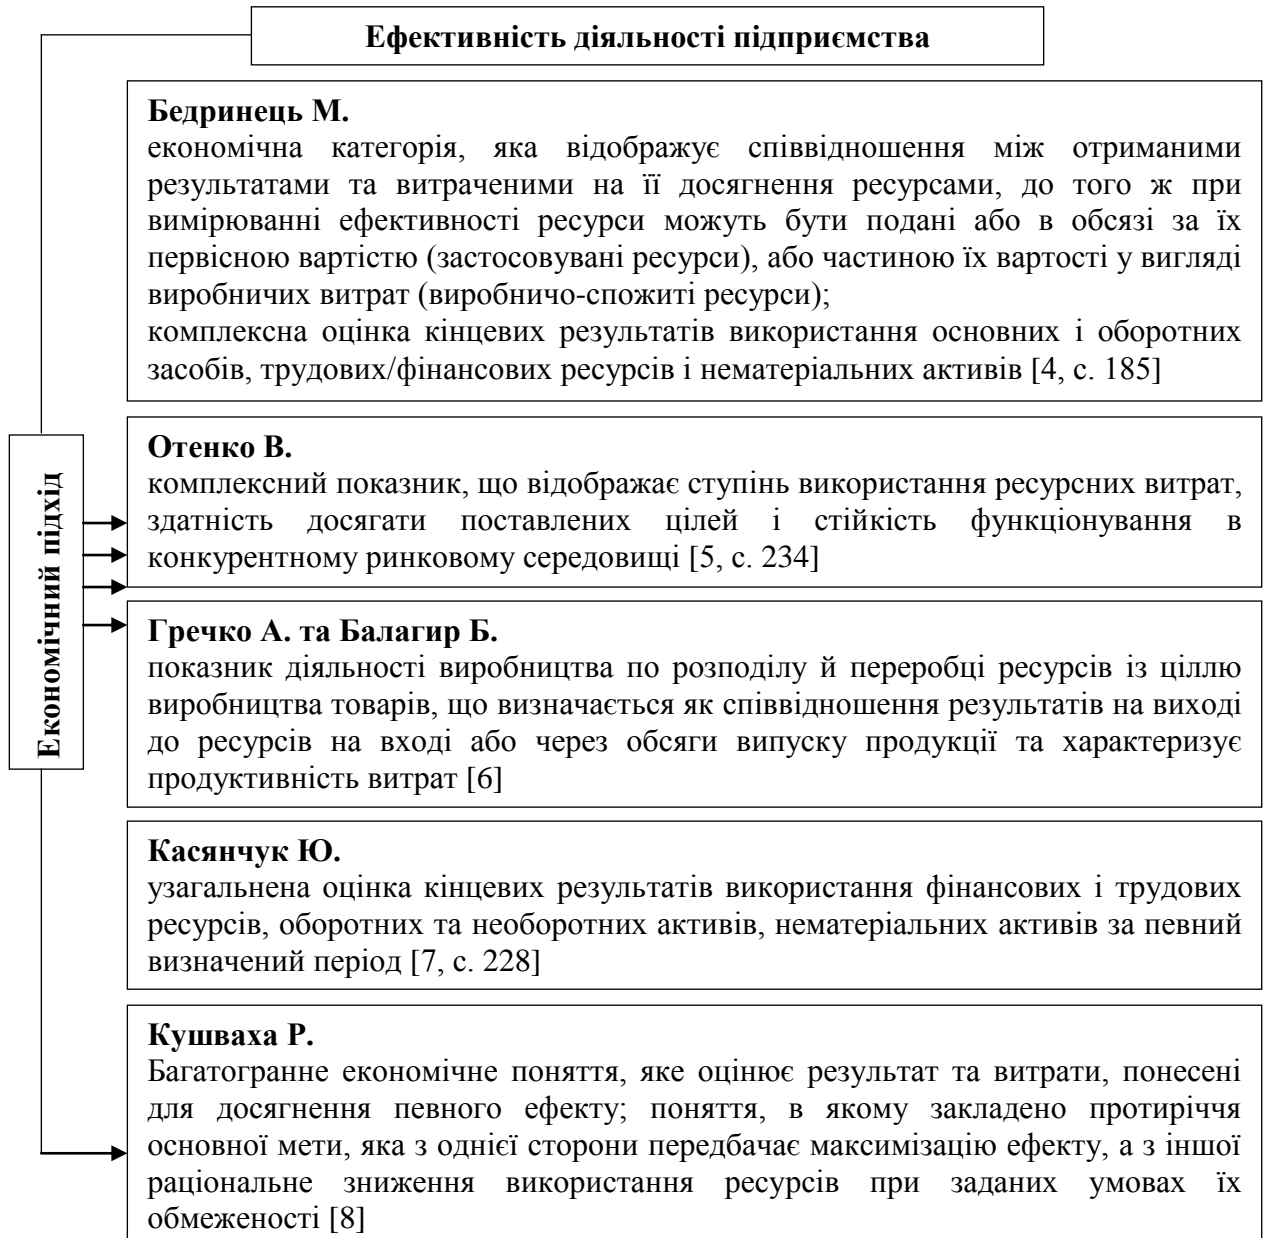 Ефективність діяльності підприємства
Бедринець М.
економічна категорія, яка відображує співвідношення між отриманими
результатами та витраченими на її досягнення ресурсами, до того ж при
вимірюванні ефективності ресурси можуть бути подані або в обсязі за їх
первісною вартістю (застосовувані ресурси), або частиною їх вартості у вигляді
виробничих витрат (виробничо-спожиті ресурси);
комплексна оцінка кінцевих результатів використання основних і оборотних
засобів, трудових/фінансових ресурсів і нематеріальних активів [4, с. 185]
Економічний підхід
Отенко В.
комплексний показник, що відображає ступінь використання ресурсних витрат,
здатність досягати поставлених цілей і стійкість функціонування в
конкурентному ринковому середовищі [5, с. 234]
Гречко А. та Балагир Б.
показник діяльності виробництва по розподілу й переробці ресурсів із ціллю
виробництва товарів, що визначається як співвідношення результатів на виході
до ресурсів на вході або через обсяги випуску продукції та характеризує
продуктивність витрат [6]
Касянчук Ю.
узагальнена оцінка кінцевих результатів використання фінансових і трудових
ресурсів, оборотних та необоротних активів, нематеріальних активів за певний
визначений період [7, с. 228]
Кушваха Р.
Багатогранне економічне поняття, яке оцінює результат та витрати, понесені
для досягнення певного ефекту; поняття, в якому закладено протиріччя
основної мети, яка з однієї сторони передбачає максимізацію ефекту, а з іншої
раціональне зниження використання ресурсів при заданих умовах їх
обмеженості [8]